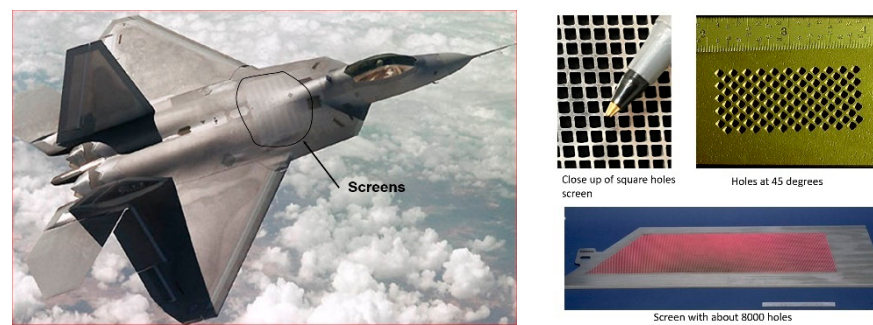 Screens
Close up of square holes
screen
Holes at 45 degrees
Screen with about 8000 holes